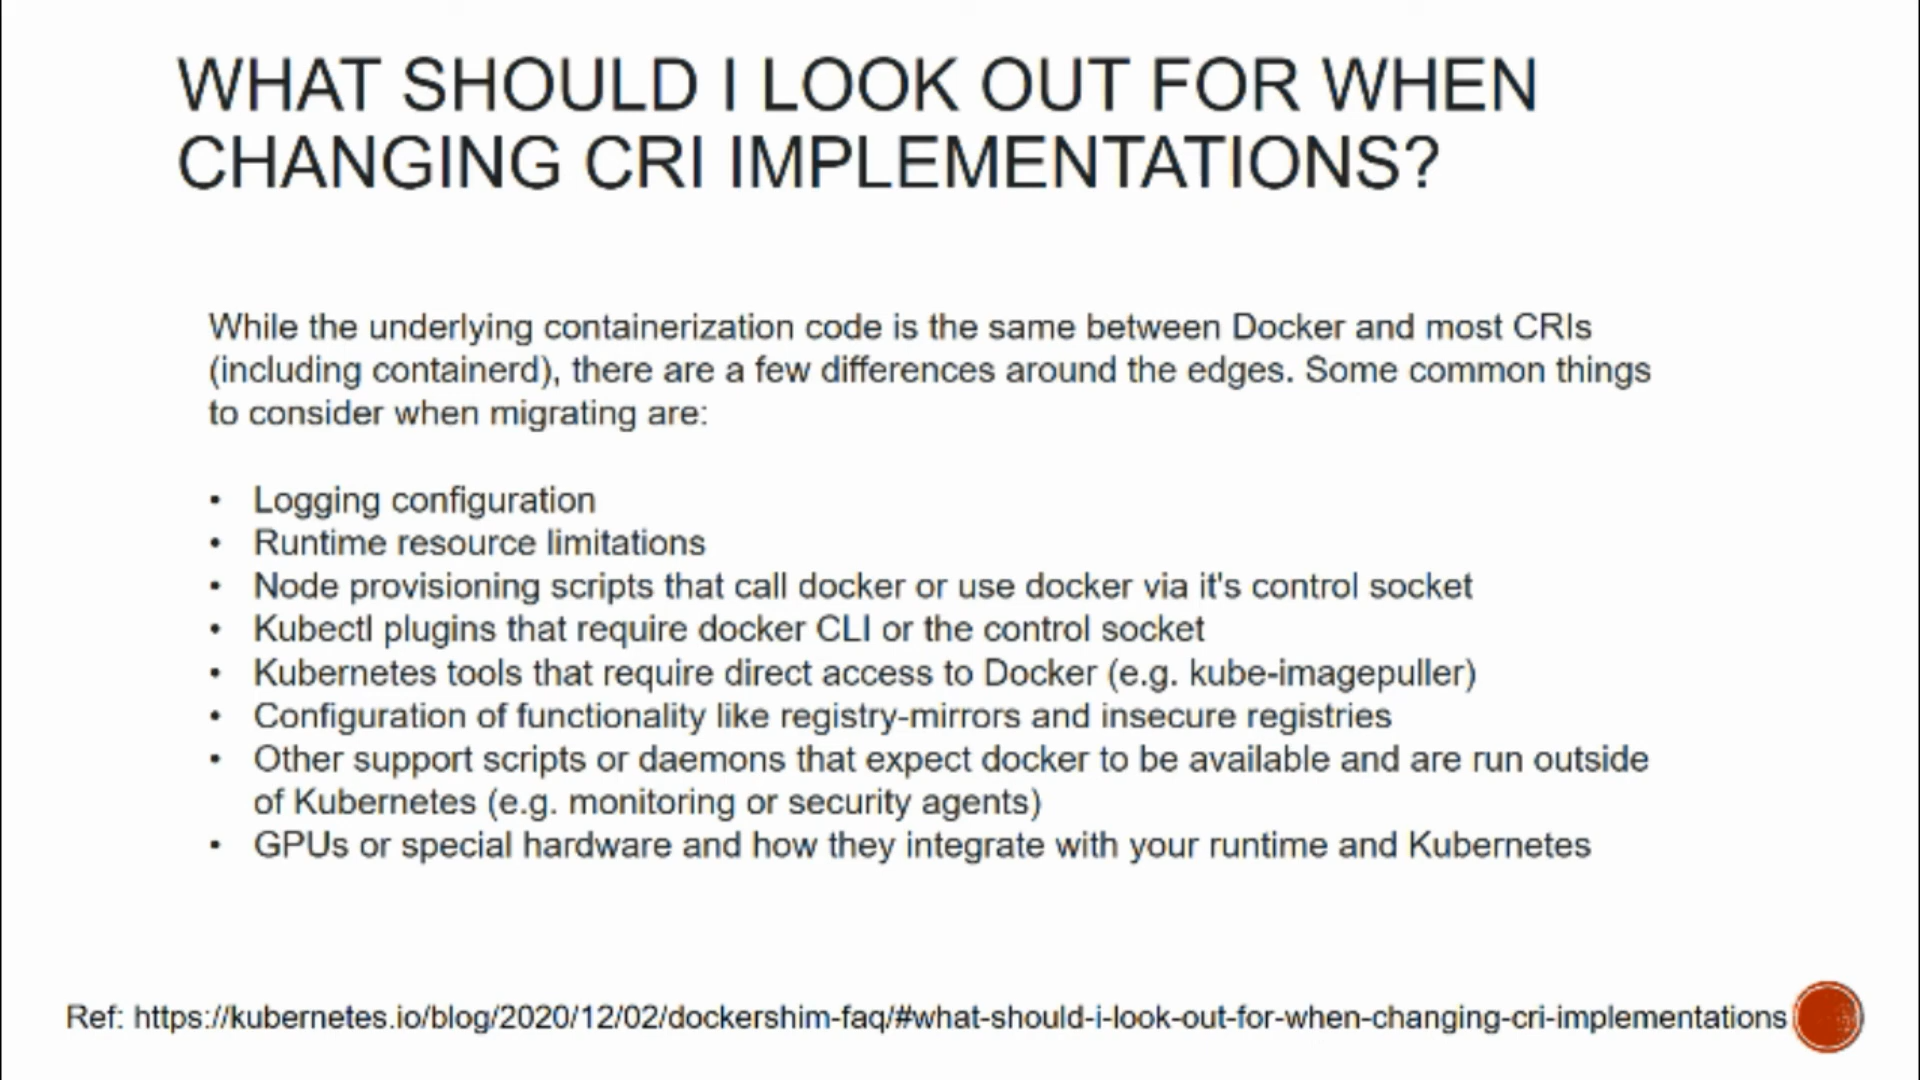 WHAT SHOULD I LOOK OUT FOR WHEN
CHANGING CRI IMPLEMENTATIONS?
While the underlying containerization code is the same between Docker and most CRIs
(including containerd), there are a few differences around the edges. Some common things
to consider when migrating are:
• Logging configuration
• Runtime resource limitations
• Node provisioning scripts that call docker or use docker via it's control socket
• Kubectl plugins that require docker CLI or the control socket
• Kubernetes tools that require direct access to Docker (e.g. kube-imagepuller)
• Configuration of functionality like registry-mirrors and insecure registries
• Other support scripts or daemons that expect docker to be available and are run outside
of Kubernetes (e.g. monitoring or security agents)
• GPUs or special hardware and how they integrate with your runtime and Kubernetes
Ref: https://kubernetes.io/blog/2020/12/02/dockershim-faq/#what-should-i-look-out-for-when-changing-cri-implementations